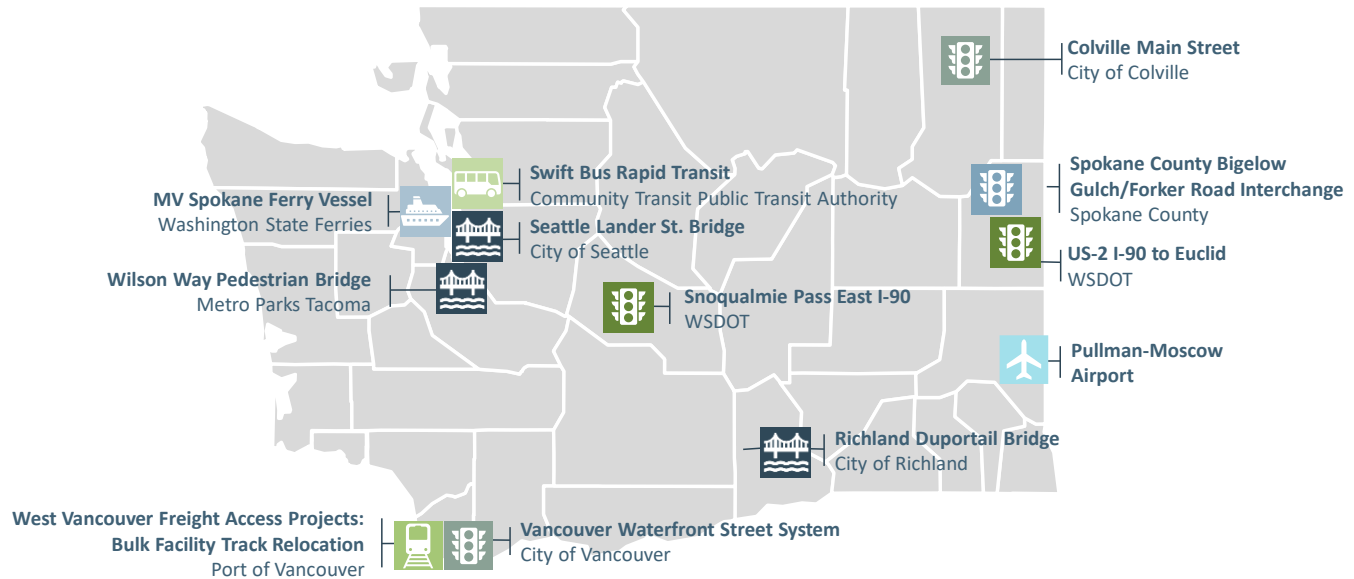 Colville Main Street
City of Colville
Spokane County Bigelow
Gulch/Forker Road Interchange
Spokane County
Swift Bus Rapid Transit
Community Transit Public Transit Authority
MV Spokane Ferry Vessel
Washington State Ferries
Seattle Lander St. Bridge
City of Seattle
US-2 I-90 to Euclid
WSDOT
Wilson Way Pedestrian Bridge
Metro Parks Tacoma
Snoqualmie Pass East I-90
WSDOT
Pullman-Moscow
Airport
Richland Duportail Bridge
City of Richland
West Vancouver Freight Access Projects:
Bulk Facility Track Relocation
Port of Vancouver
Vancouver Waterfront Street System
City of Vancouver